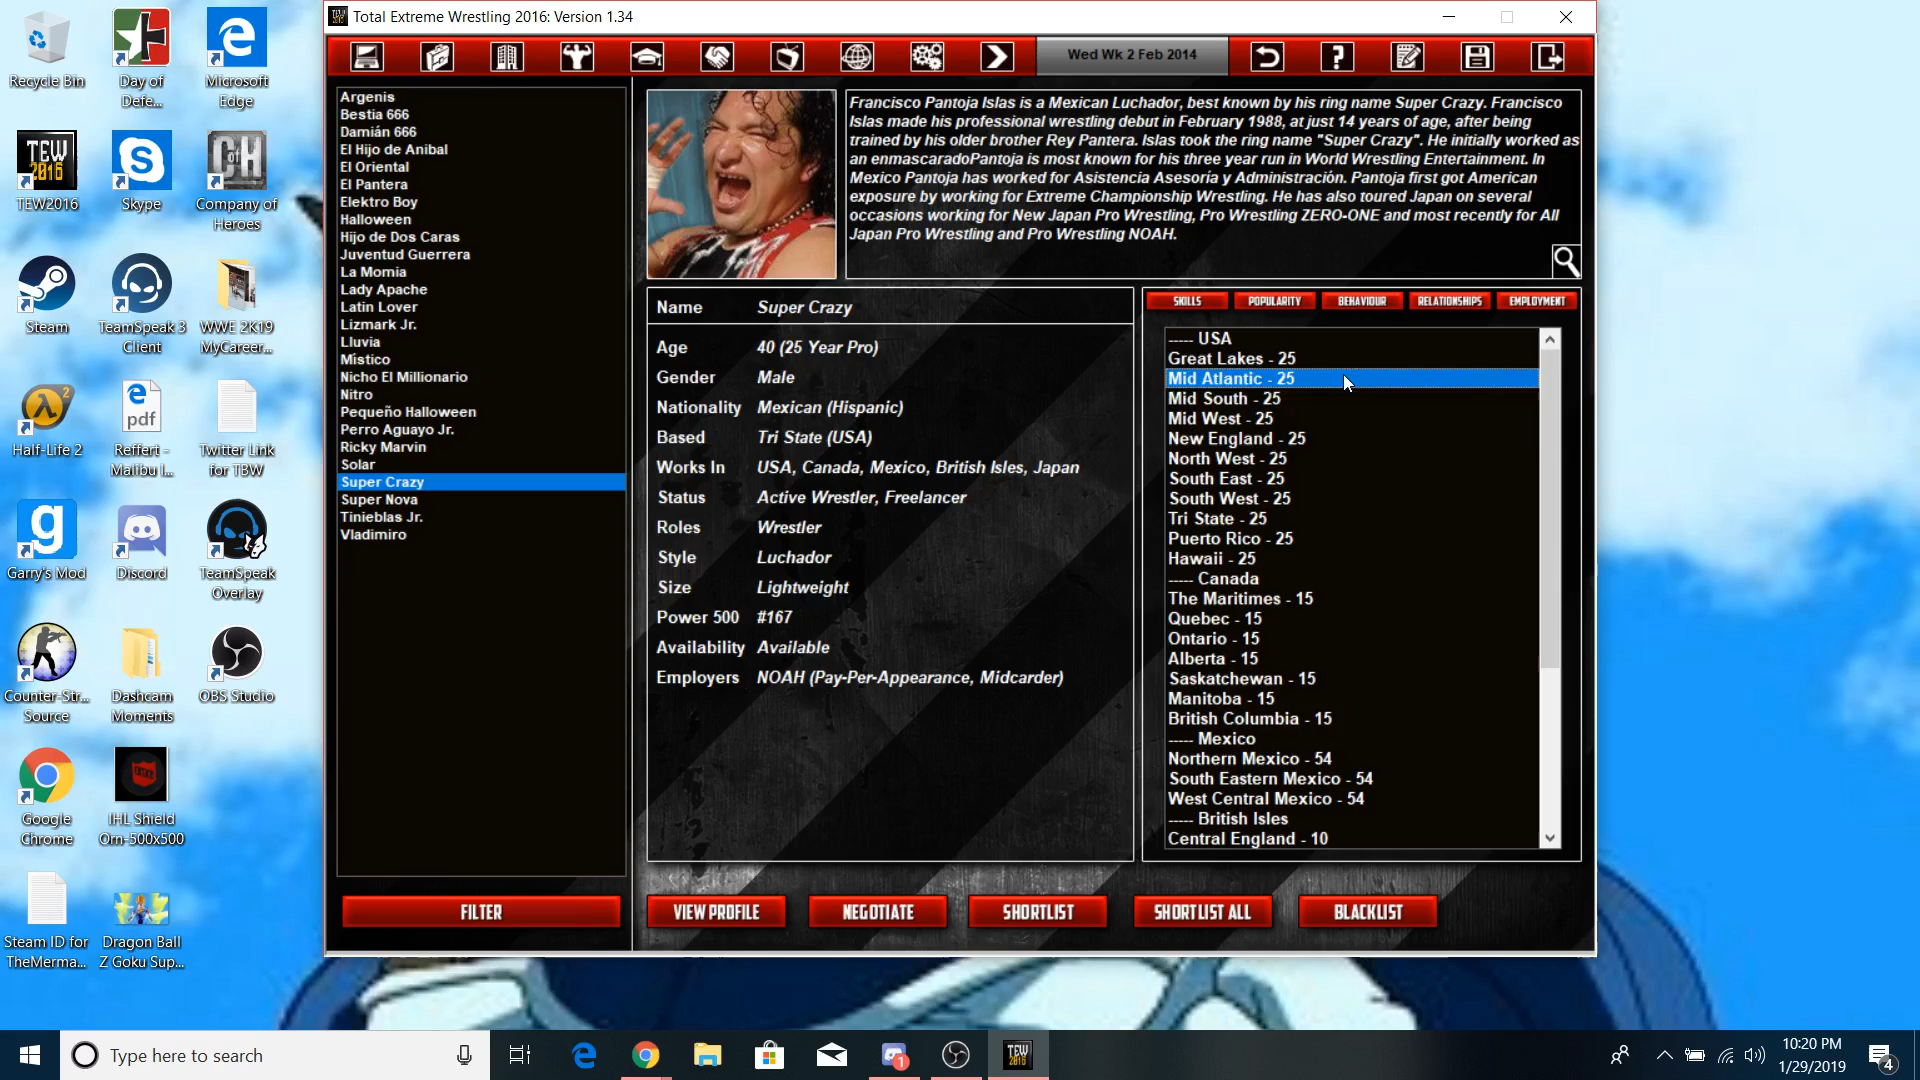 Recycle Bin
Day of
Defe...
Microsoft
Edge
TEW2016
Skype
Company of
Heroes
Steam
TeamSpeak 3
Client
WWE 2K19
MyCareer...
Half-Life 2
Reffert -
Malibu I...
Twitter Link
for TBW
Garry's Mod
Discord
TeamSpeak
Overlay
Counter-Str...
Source
Dashcam
Moments
OBS Studio
Google
Chrome
IHL Shield
Orn-500x500
Steam ID for
TheMerma...
Dragon Ball
Z Goku Sup...
Total Extreme Wrestling 2016: Version 1.34
Wed Wk 2 Feb 2014
Argenis
Bestia 666
Damián 666
El Hijo de Anibal
El Oriental
El Pantera
Elektro Boy
Halloween
Hijo de Dos Caras
Juventud Guerrera
La Momia
Lady Apache
Latin Lover
Lizmark Jr.
Lluvia
Místico
Nicho El Millionario
Nitro
Pequeño Halloween
Perro Aguayo Jr.
Ricky Marvin
Solar
Super Crazy
Super Nova
Tinieblas Jr.
Vladimiro
FILTER
Francisco Pantoja Islas is a Mexican Luchador, best known by his ring name Super Crazy. Francisco
Islas made his professional wrestling debut in February 1988, at just 14 years of age, after being
trained by his older brother Rey Pantera. Islas took the ring name "Super Crazy". He initially worked as
an enmascaradoPantoja is most known for his three year run in World Wrestling Entertainment. In
Mexico Pantoja has worked for Asistencia Asesoría y Administración. Pantoja first got American
exposure by working for Extreme Championship Wrestling. He has also toured Japan on several
occasions working for New Japan Pro Wrestling, Pro Wrestling ZERO-ONE and most recently for All
Japan Pro Wrestling and Pro Wrestling NOAH.
Name Super Crazy
Age 40 (25 Year Pro)
Gender Male
Nationality Mexican (Hispanic)
Based Tri State (USA)
Works In USA, Canada, Mexico, British Isles, Japan
Status Active Wrestler, Freelancer
Roles Wrestler
Style Luchador
Size Lightweight
Power 500 #167
Availability Available
Employers NOAH (Pay-Per-Appearance, Midcarder)
SKILLS POPULARITY BEHAVIOUR RELATIONSHIPS EMPLOYMENT
----- USA
Great Lakes - 25
Mid Atlantic - 25
Mid South - 25
Mid West - 25
New England - 25
North West - 25
South East - 25
South West - 25
Tri State - 25
Puerto Rico - 25
Hawaii - 25
----- Canada
The Maritimes - 15
Quebec - 15
Ontario - 15
Alberta - 15
Saskatchewan - 15
Manitoba - 15
British Columbia - 15
----- Mexico
Northern Mexico - 54
South Eastern Mexico - 54
West Central Mexico - 54
----- British Isles
Central England - 10
VIEW PROFILE NEGOTIATE SHORTLIST SHORTLIST ALL BLACKLIST
Type here to search
10:20 PM
1/29/2019